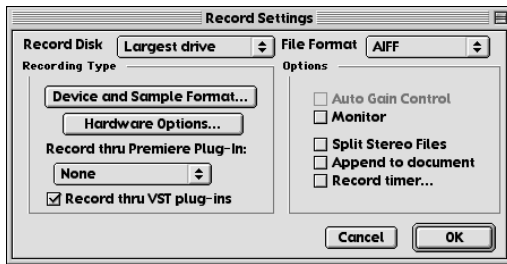 Record Settings
Record Disk Largest drive File Format AIFF
Recording Type
Device and Sample Format...
Hardware Options...
Record thru Premiere Plug-In:
None
Record thru VST plug-ins
Options
Auto Gain Control
Monitor
Split Stereo Files
Append to document
Record timer...
Cancel OK